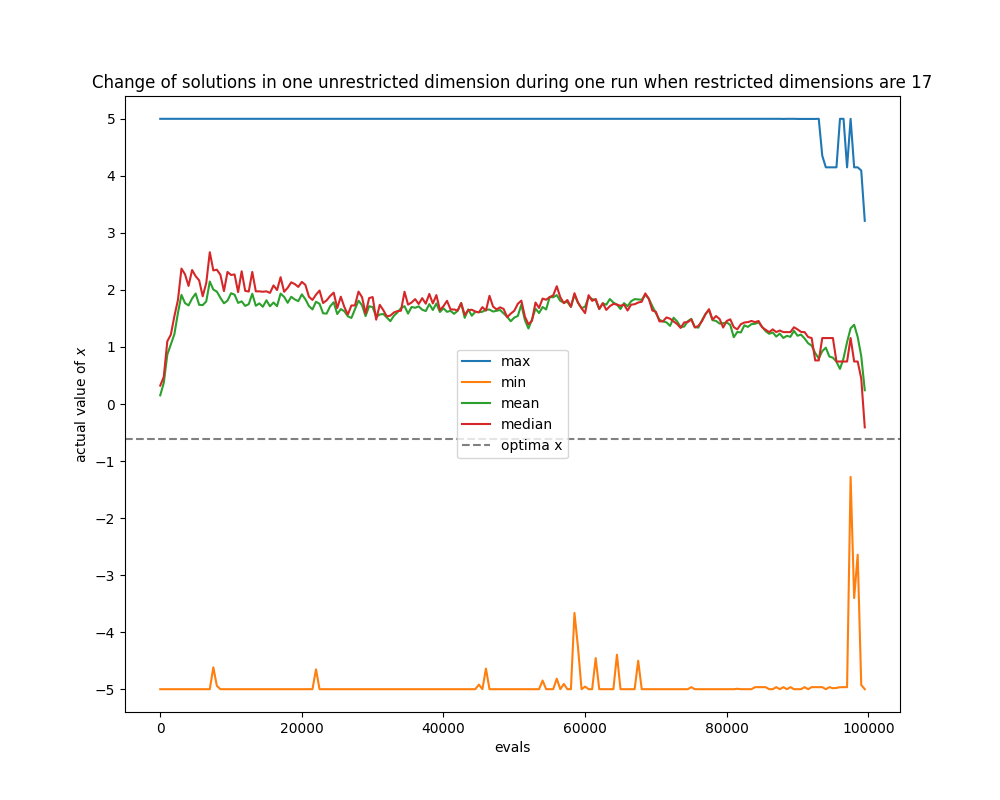 Change of solutions in one unrestricted dimension during one run when restricted dimensions are 17
5
4
3
2
1
0
−1
−2
−3
−4
−5
actual value of x
max
min
mean
median
optima x
0 20000 40000 60000 80000 100000
evals